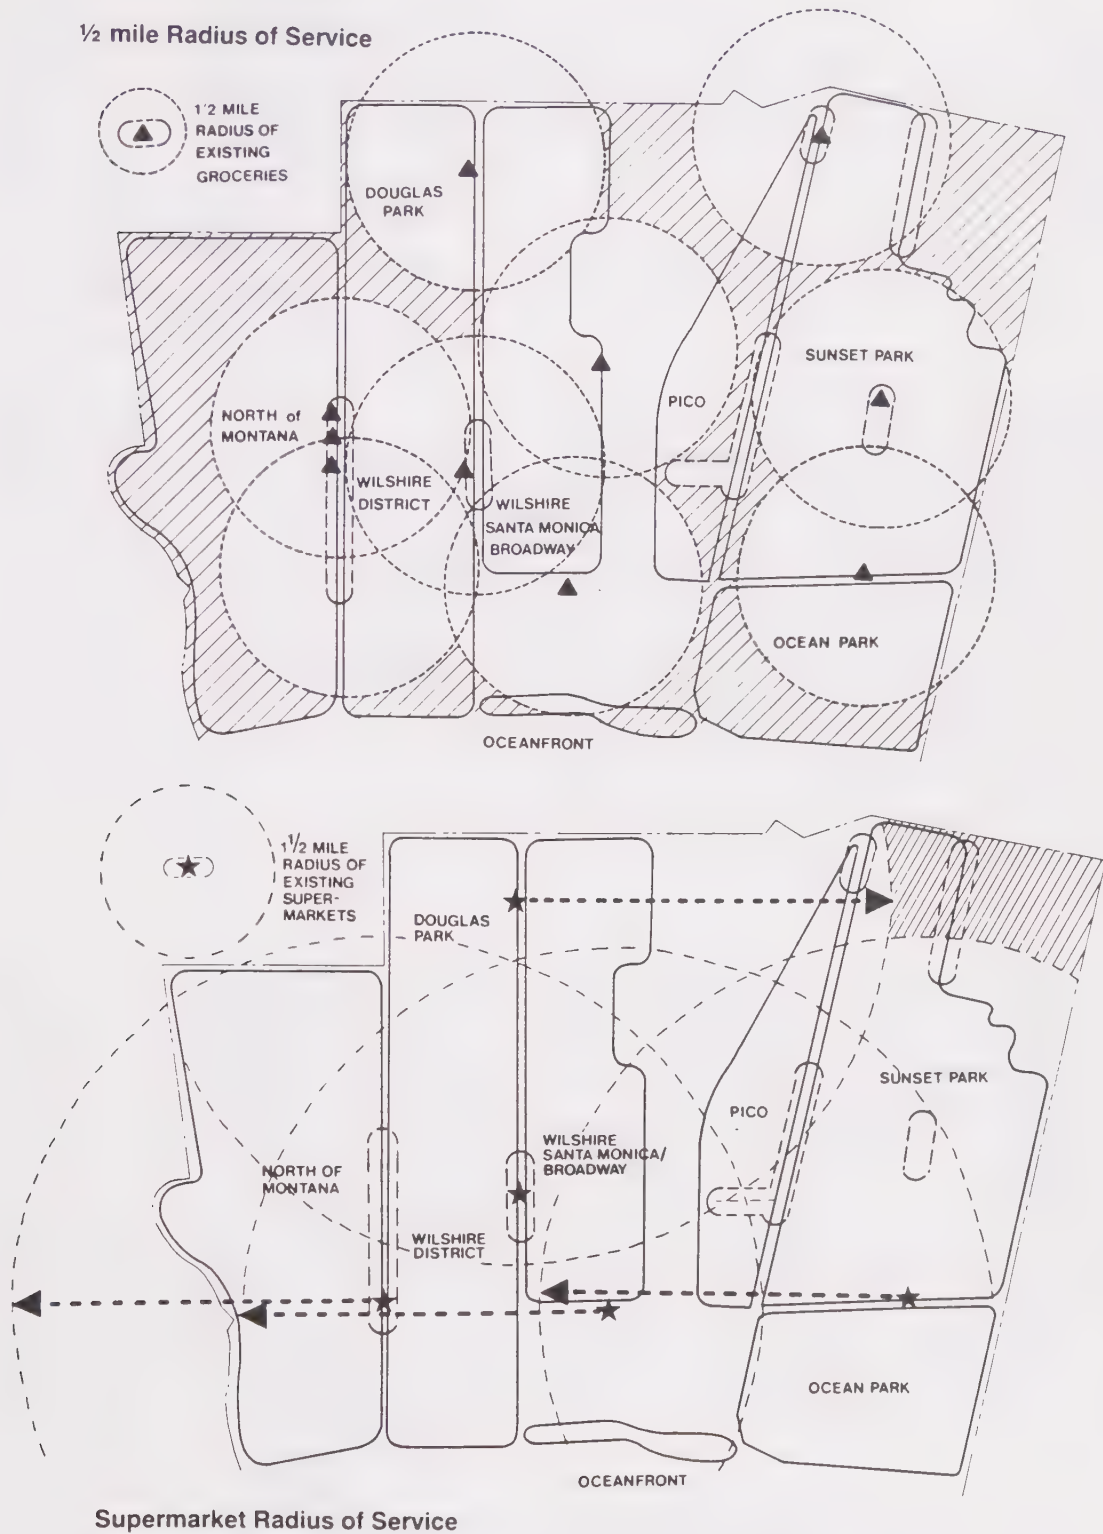 ½ mile Radius of Service
1'2 MILE
RADIUS OF
EXISTING
GROCERIES
DOUGLAS
PARK
SUNSET PARK
NORTH of
MONTANA
PICO
WILSHIRE
DISTRICT
WILSHIRE
SANTA MONICA
BROADWAY
OCEAN PARK
OCEANFRONT
1½ MILE
RADIUS OF
EXISTING
SUPER-
MARKETS
DOUGLAS
PARK
SUNSET PARK
PICO
WILSHIRE
SANTA MONICA/
BROADWAY
NORTH OF
MONTANA
WILSHIRE
DISTRICT
OCEAN PARK
OCEANFRONT
Supermarket Radius of Service